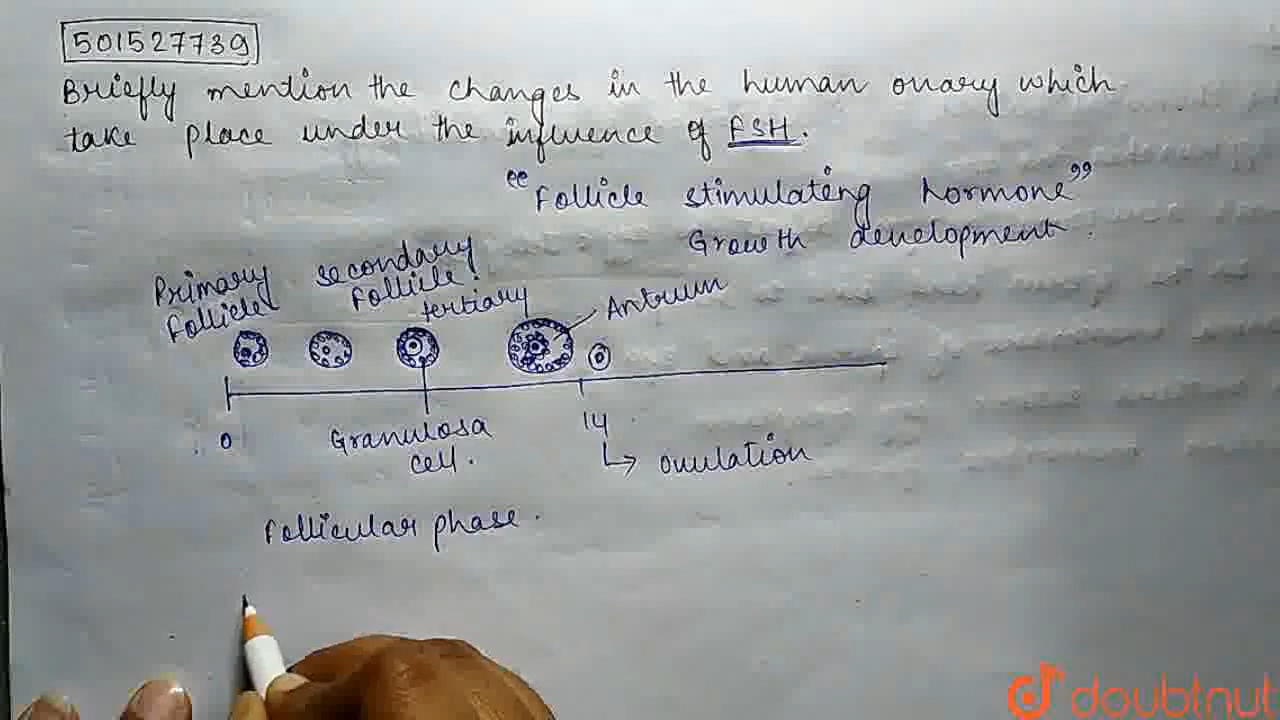 501527739
Briefly mention the changes in the human ovary which
take place under the influence of FSH.
"Follicle stimulating hormone"
Growth development.
Primary follicle
secondary follicle.
tertiary
Antrum
0
Granulosa cell.
14
ovulation
Follicular phase.
doubtnut